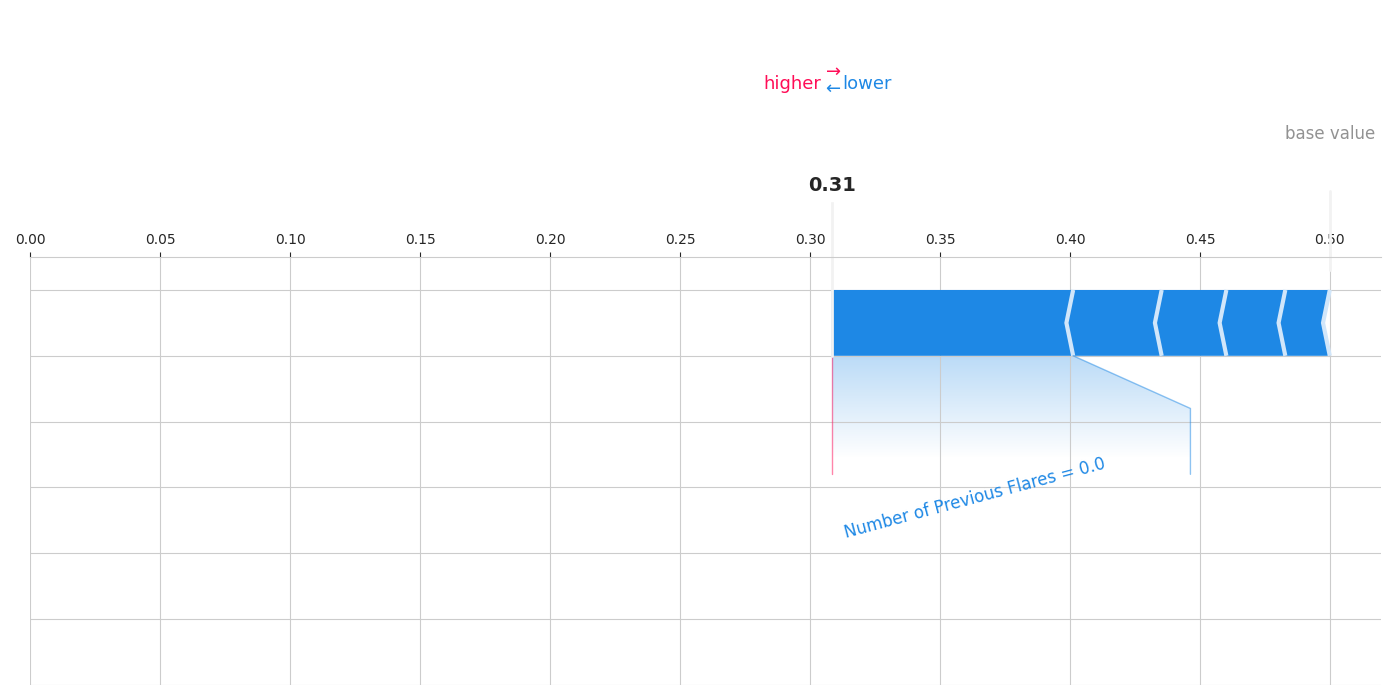 higher → ← lower
base value
0.31
0.00 0.05 0.10 0.15 0.20 0.25 0.30 0.35 0.40 0.45 0.50
Number of Previous Flares = 0.0